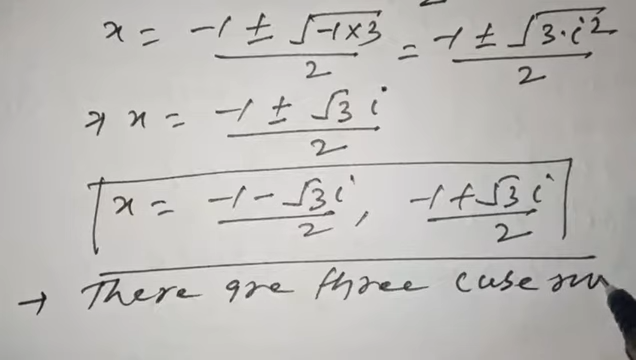 x = -1 ± √-1×3 / 2 = -1 ± √3·i² / 2
⇒ x = -1 ± √3 i / 2
x = -1 - √3 i / 2 , -1 + √3 i / 2
→ There are three cube